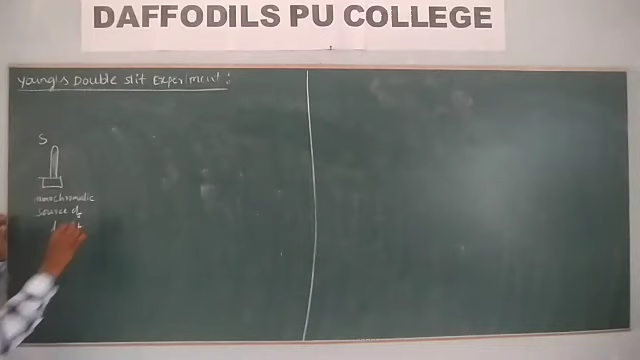 DAFFODILS PU COLLEGE
Young's Double slit Experiment :
S
monochromatic
source of